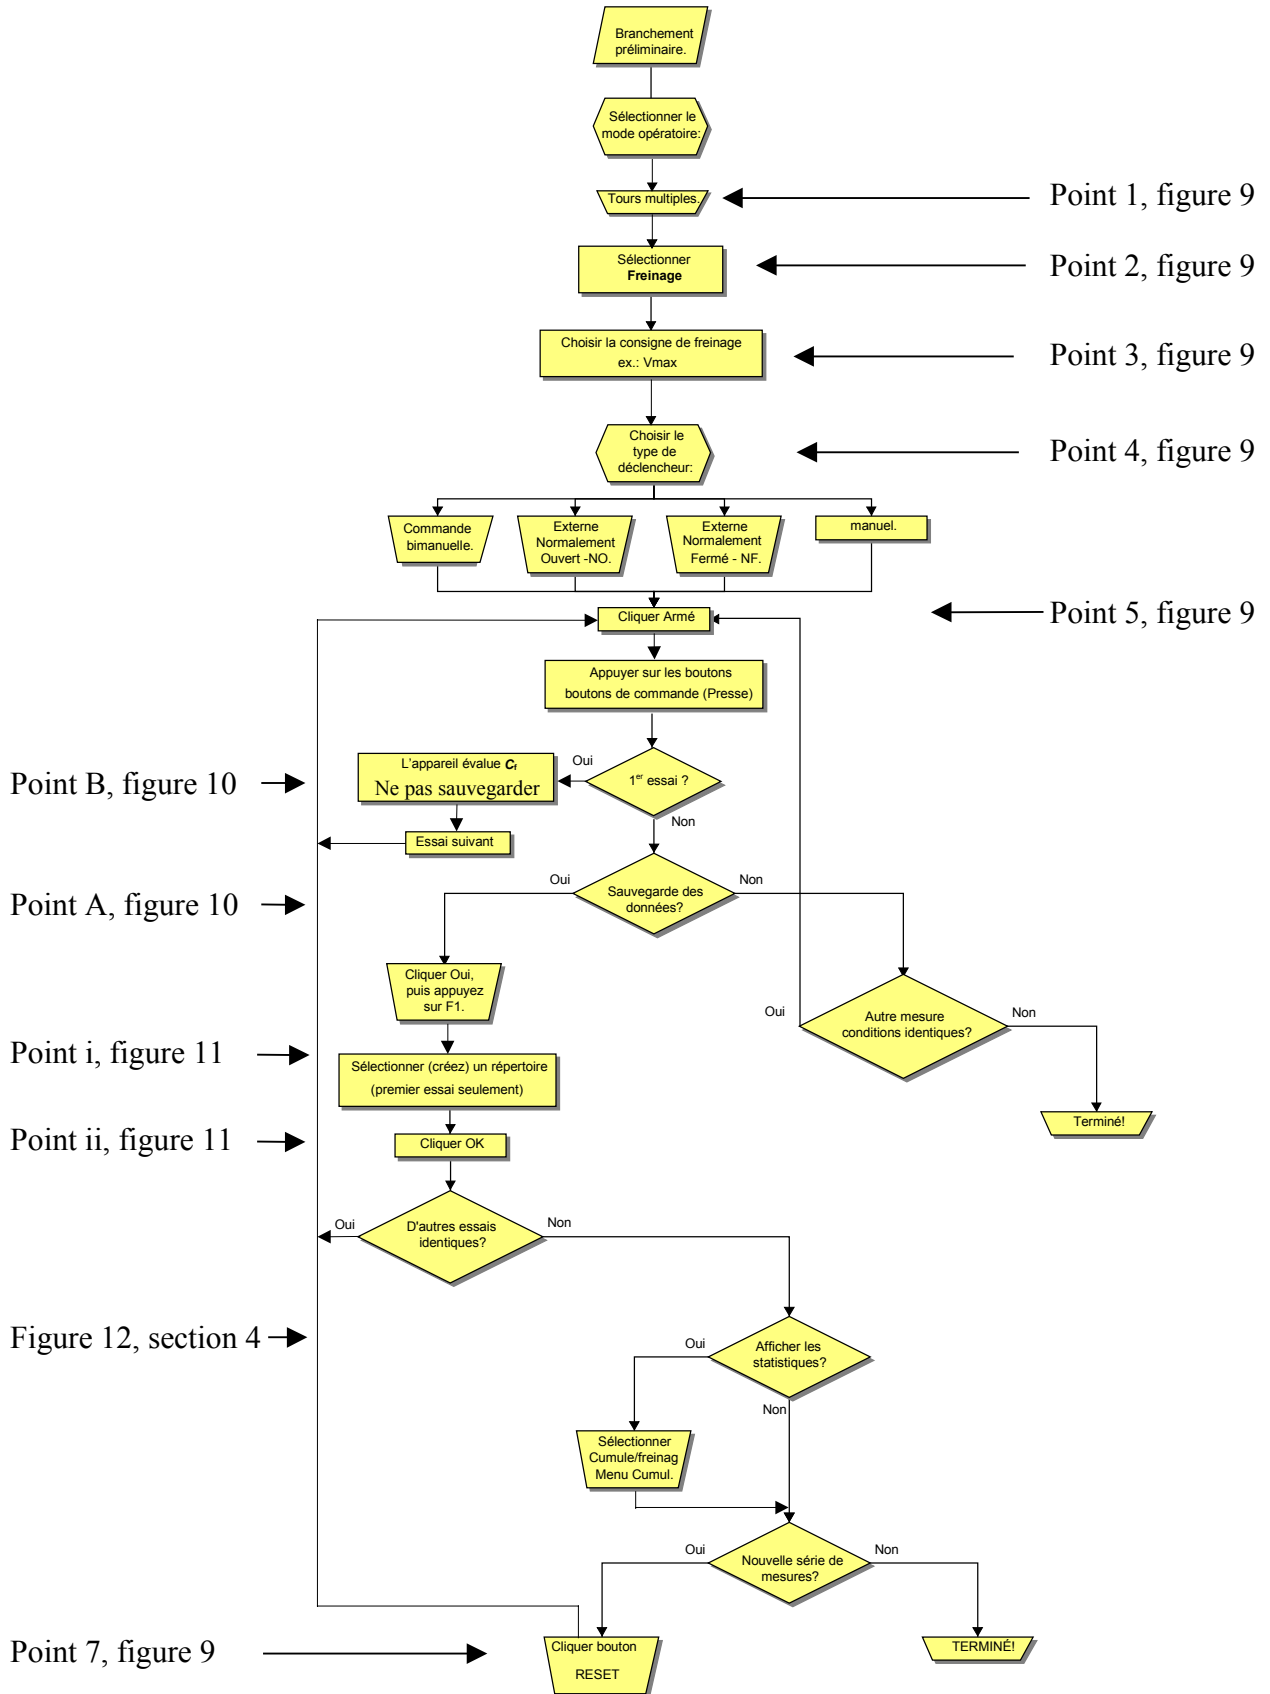 Branchement
préliminaire.
Sélectionner le
mode opératoire:
Tours multiples.
Point 1, figure 9
Sélectionner
Freinage
Point 2, figure 9
Choisir la consigne de freinage
ex.: Vmax
Point 3, figure 9
Choisir le
type de
déclencheur:
Point 4, figure 9
Commande
bimanuelle.
Externe
Normalement
Ouvert -NO.
Externe
Normalement
Fermé - NF.
manuel.
Cliquer Armé
Point 5, figure 9
Appuyer sur les boutons
boutons de commande (Presse)
Point B, figure 10
L'appareil évalue Cf
Ne pas sauvegarder
Oui
1er essai ?
Non
Essai suivant
Point A, figure 10
Oui
Sauvegarde des
données?
Non
Cliquer Oui,
puis appuyez
sur F1.
Oui
Autre mesure
conditions identiques?
Non
Point i, figure 11
Sélectionner (créez) un répertoire
(premier essai seulement)
Terminé!
Point ii, figure 11
Cliquer OK
Oui
D'autres essais
identiques?
Non
Figure 12, section 4
Oui
Afficher les
statistiques?
Non
Sélectionner
Cumule/freinag
Menu Cumul.
Oui
Nouvelle série de
mesures?
Non
Point 7, figure 9
Cliquer bouton
RESET
TERMINÉ!